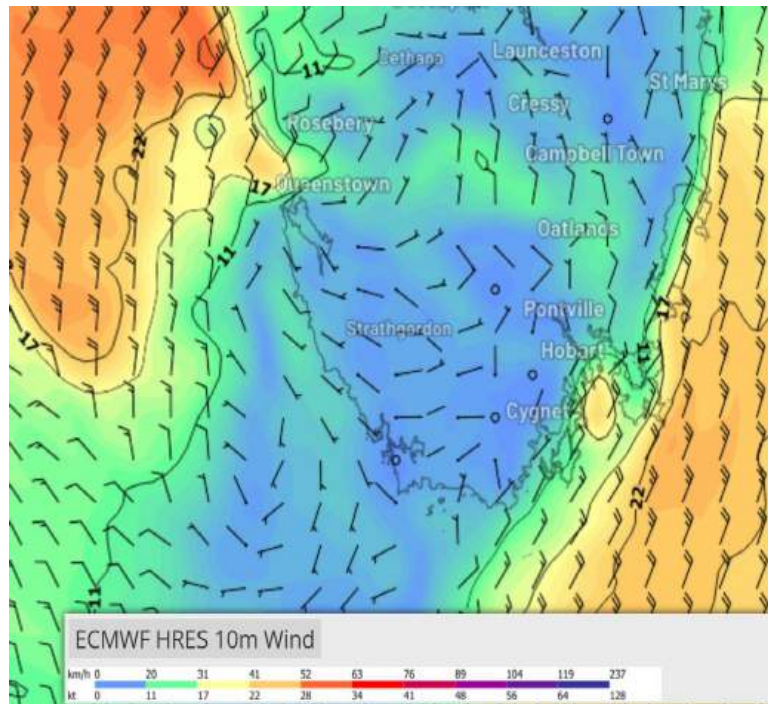 Launceston
Bethana
11
St Marys
Cressy
Rosebery
22
Campbell Town
17
Queenstown
Oatlands
11
Pontville
17
Strathgordon
17
Hobart
11
Cygnet
22
11
ECMWF HRES 10m Wind
km/h 0 20 31 41 52 63 76 89 104 119 237
kt 0 11 17 22 28 34 41 48 56 64 128